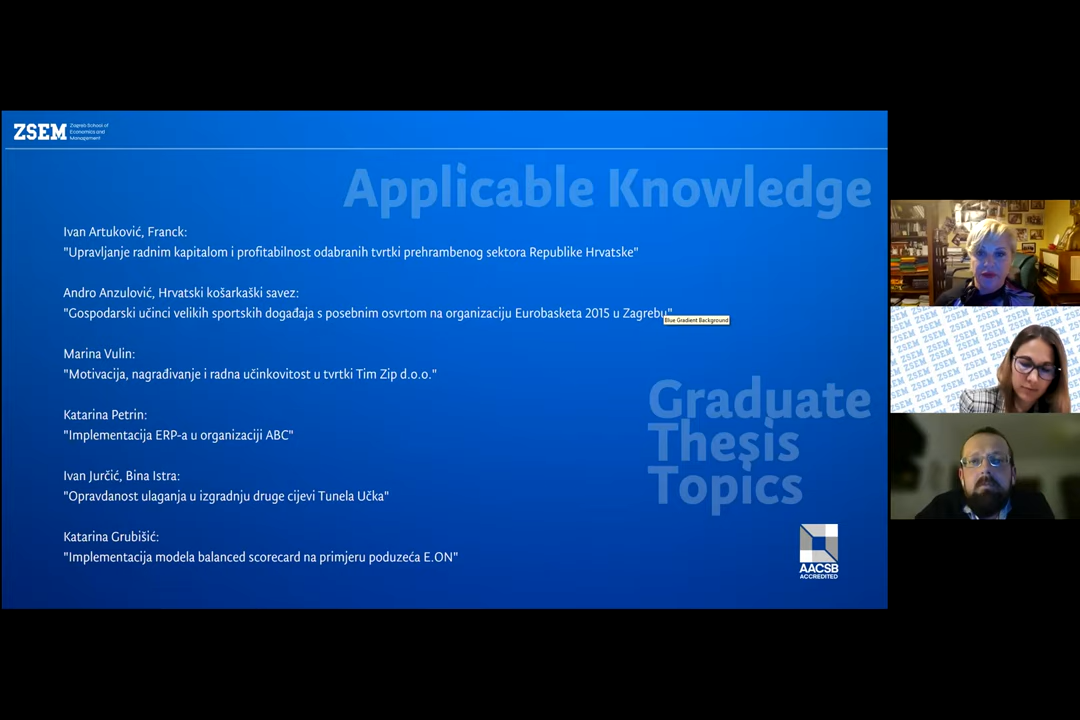 ZSEM
Zagreb School of
Economics and
Management
Applicable Knowledge
Ivan Artuković, Franck:
"Upravljanje radnim kapitalom i profitabilnost odabranih tvrtki prehrambenog sektora Republike Hrvatske"
Andro Anzulović, Hrvatski košarkaški savez:
"Gospodarski učinci velikih sportskih događaja s posebnim osvrtom na organizaciju Eurobasketa 2015 u Zagrebu"
Blue Gradient Background
Marina Vulin:
"Motivacija, nagrađivanje i radna učinkovitost u tvrtki Tim Zip d.o.o."
Graduate
Thesis
Topics
Katarina Petrin:
"Implementacija ERP-a u organizaciji ABC"
Ivan Jurčić, Bina Istra:
"Opravdanost ulaganja u izgradnju druge cijevi Tunela Učka"
Katarina Grubišić:
"Implementacija modela balanced scorecard na primjeru poduzeća E.ON"
AACSB
ACCREDITED